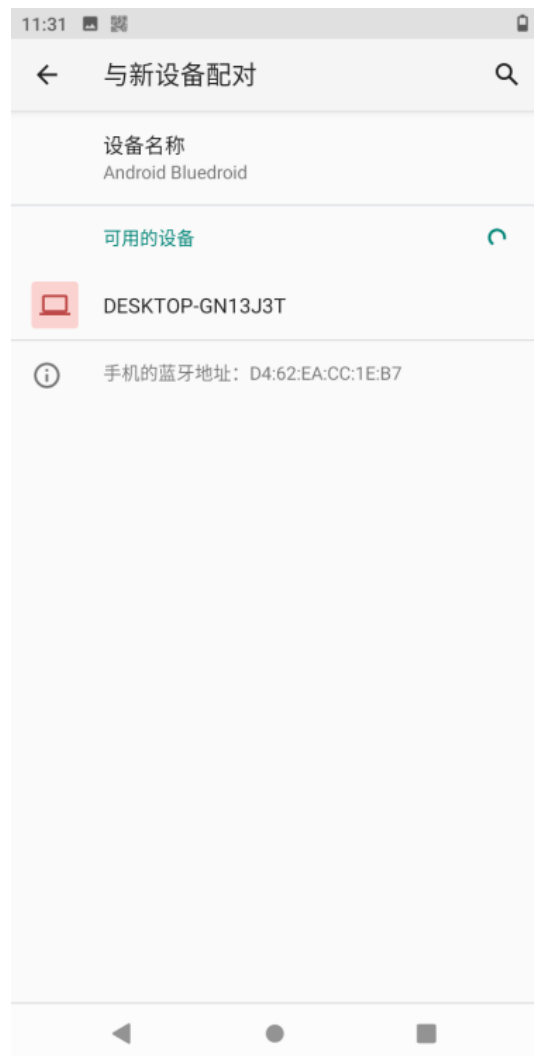 11:31
与新设备配对
设备名称
Android Bluedroid
可用的设备
DESKTOP-GN13J3T
手机的蓝牙地址：D4:62:EA:CC:1E:B7